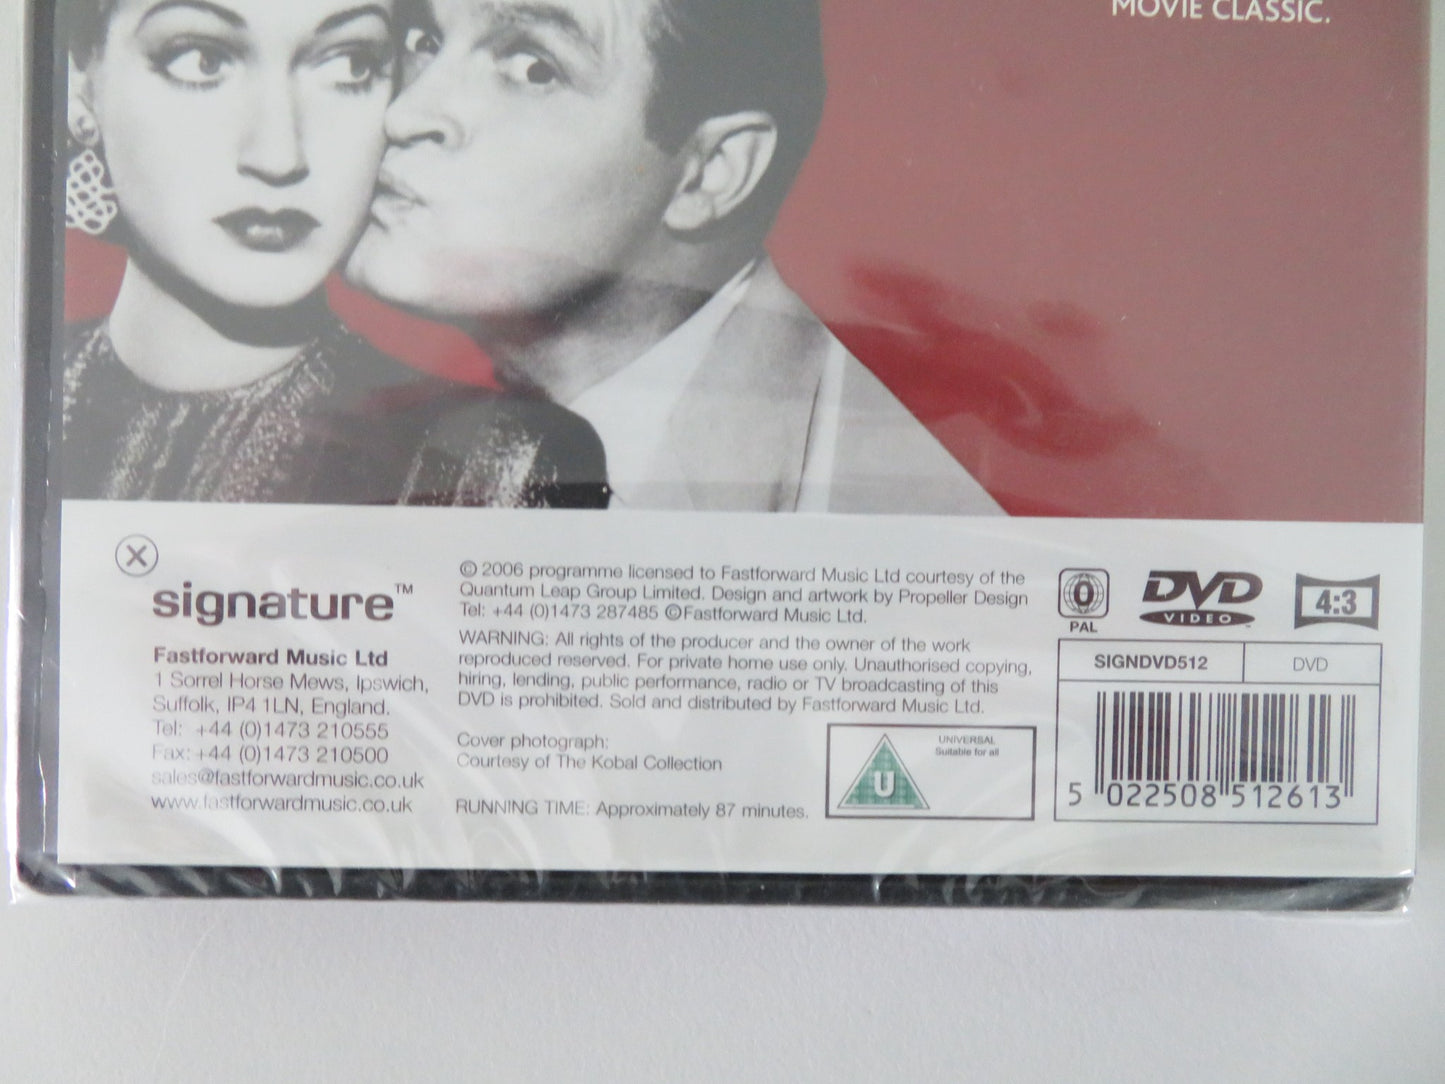 MOVIE CLASSIC.
signature™
Fastforward Music Ltd
1 Sorrel Horse Mews, Ipswich,
Suffolk, IP4 1LN, England.
Tel: +44 (0)1473 210555
Fax: +44 (0)1473 210500
sales@fastforwardmusic.co.uk
www.fastforwardmusic.co.uk
© 2006 programme licensed to Fastforward Music Ltd courtesy of the
Quantum Leap Group Limited. Design and artwork by Propeller Design
Tel: +44 (0)1473 287485 ©Fastforward Music Ltd.
WARNING: All rights of the producer and the owner of the work
reproduced reserved. For private home use only. Unauthorised copying,
hiring, lending, public performance, radio or TV broadcasting of this
DVD is prohibited. Sold and distributed by Fastforward Music Ltd.
Cover photograph:
Courtesy of The Kobal Collection
RUNNING TIME: Approximately 87 minutes.
U
UNIVERSAL
Suitable for all
0
PAL
DVD
VIDEO™
4:3
SIGNDVD512
DVD
5 022508 512613